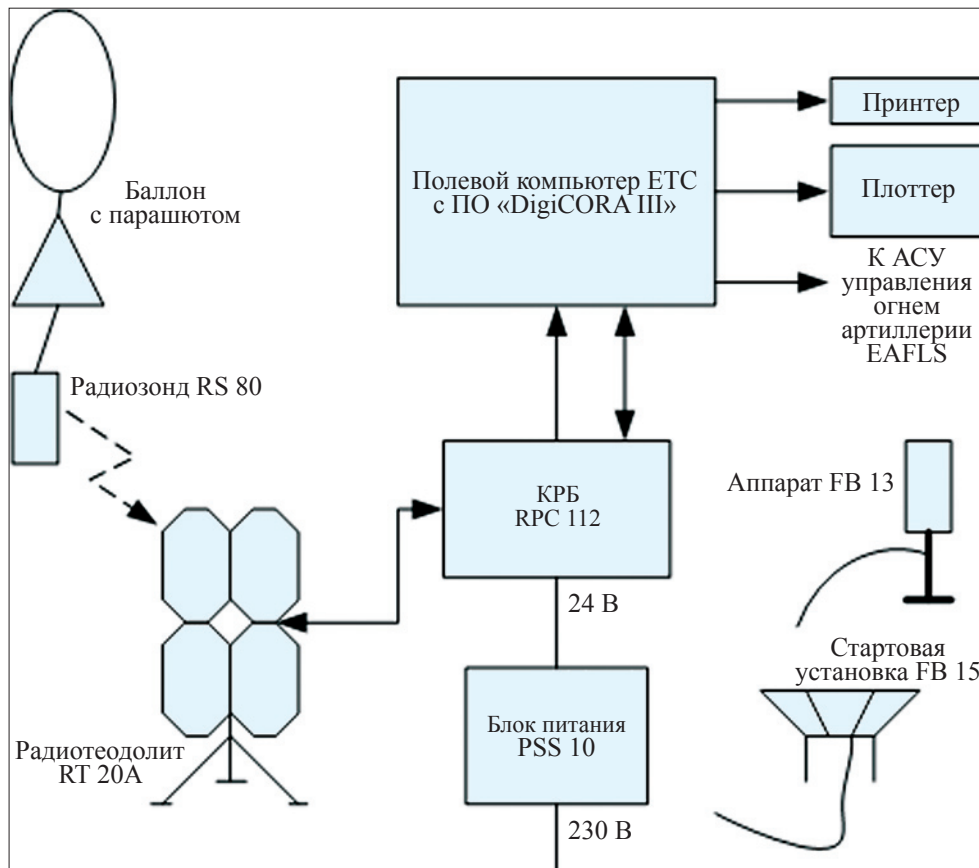 Баллон
с парашютом
Радиозонд RS 80
Радиотеодолит
RT 20A
Полевой компьютер ETC
с ПО «DigiCORA III»
Принтер
Плоттер
К АСУ
управления
огнем
артиллерии
EAFLS
КРБ
RPC 112
24 В
Блок питания
PSS 10
230 В
Аппарат FB 13
Стартовая
установка FB 15